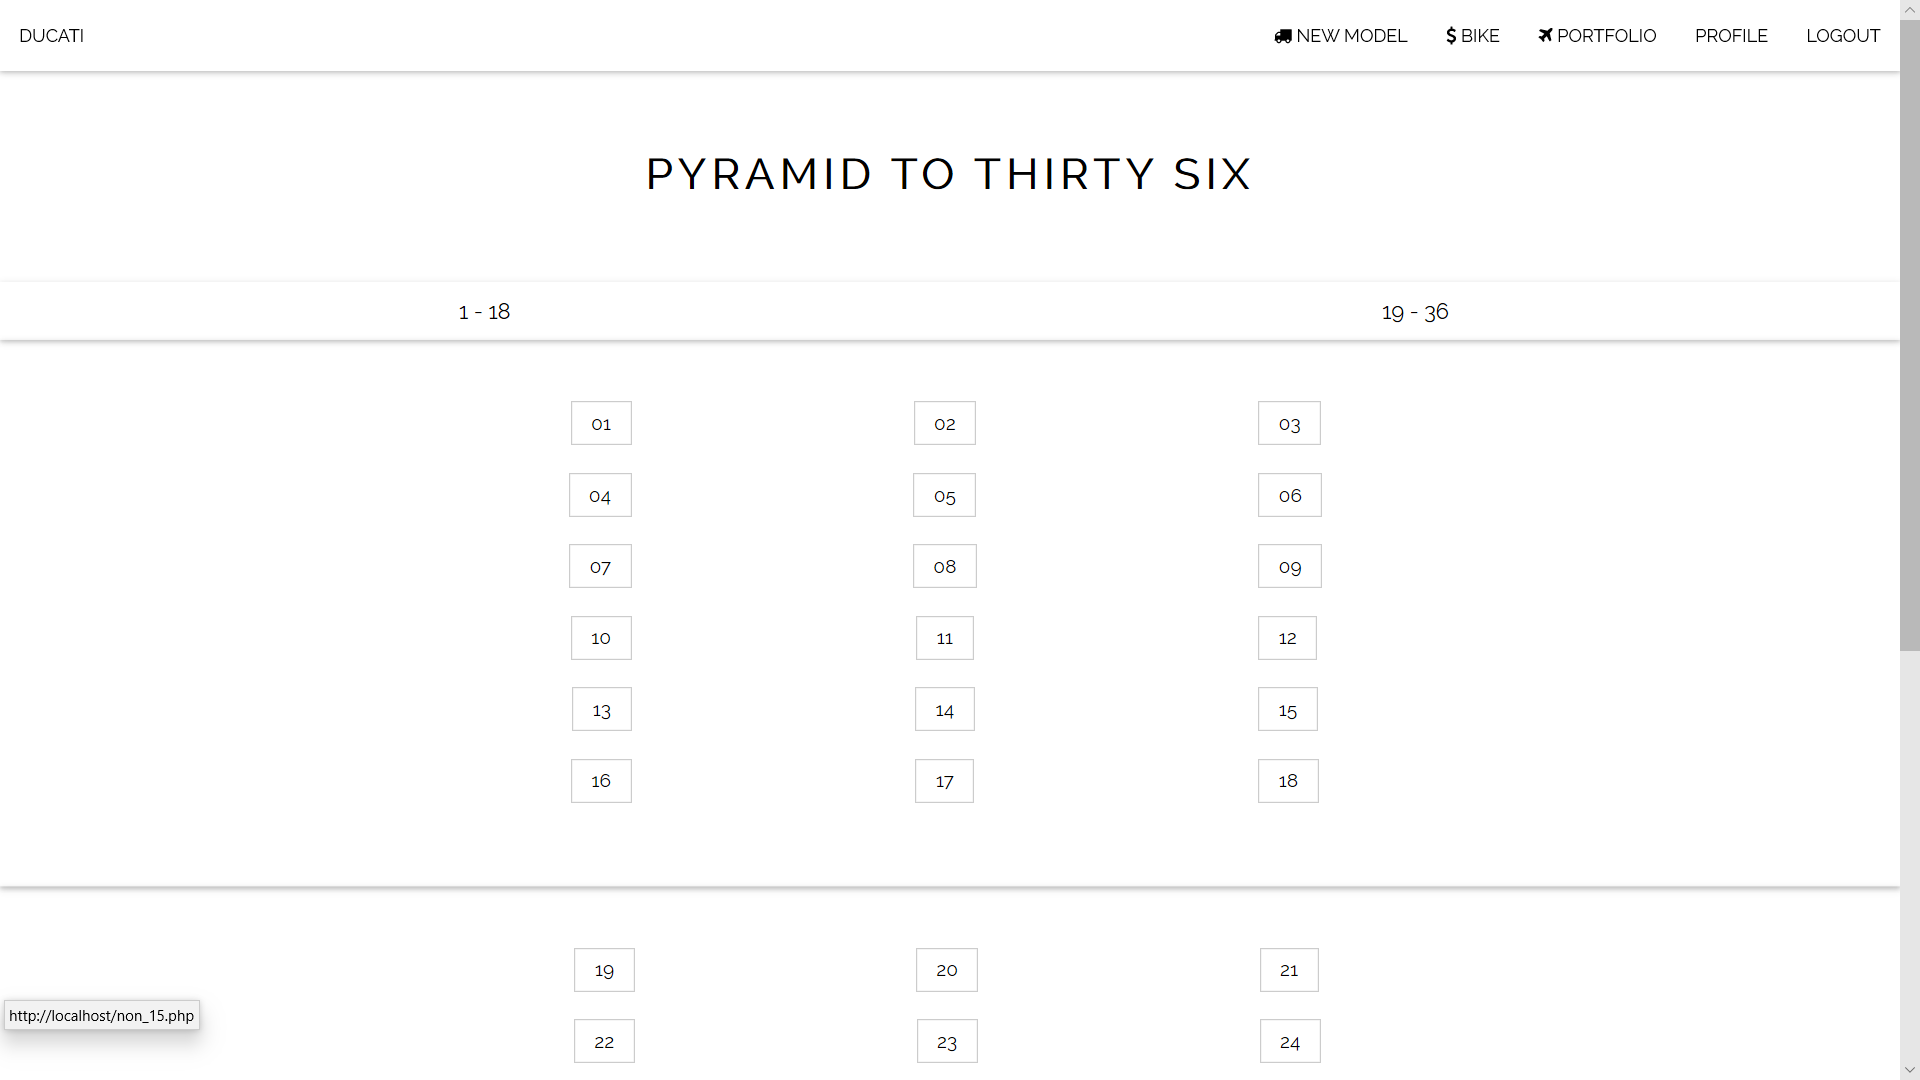 DUCATI NEW MODEL $ BIKE PORTFOLIO PROFILE LOGOUT
PYRAMID TO THIRTY SIX
1 - 18 19 - 36
01 02 03
04 05 06
07 08 09
10 11 12
13 14 15
16 17 18
19 20 21
http://localhost/non_15.php
22 23 24